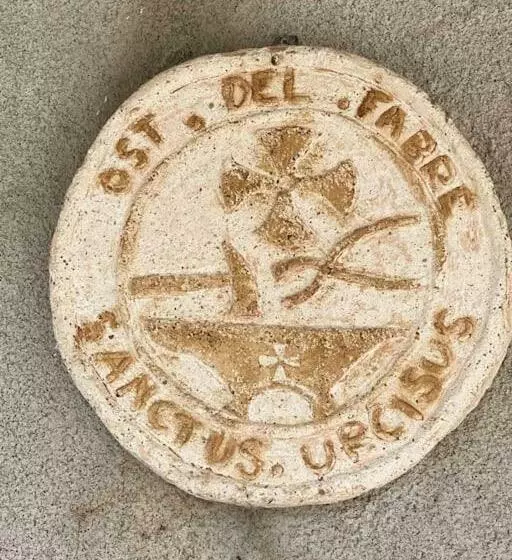 OST. DEL. FABRE
SANCTUS. URCISUS